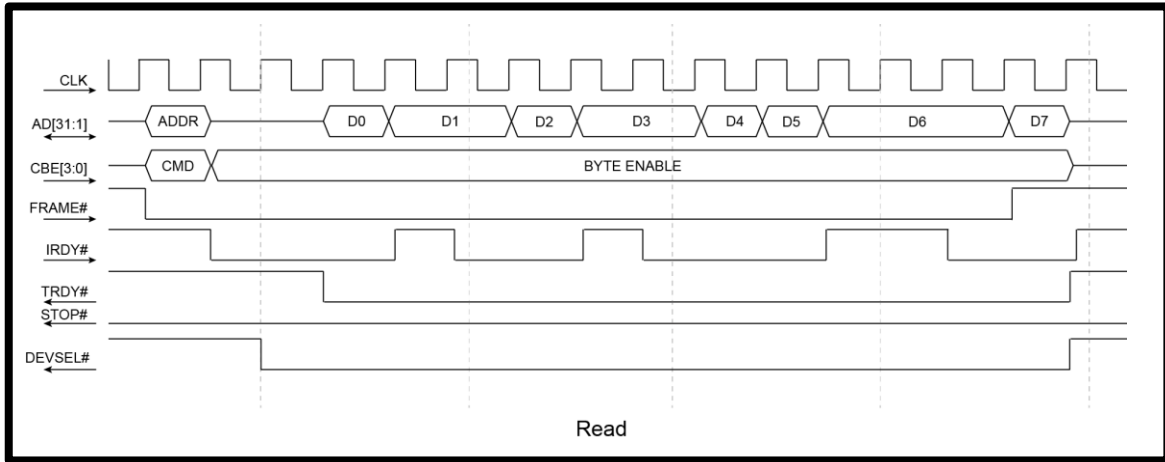 CLK
AD[31:1] ADDR D0 D1 D2 D3 D4 D5 D6 D7
CBE[3:0] CMD BYTE ENABLE
FRAME#
IRDY#
TRDY#
STOP#
DEVSEL#
Read